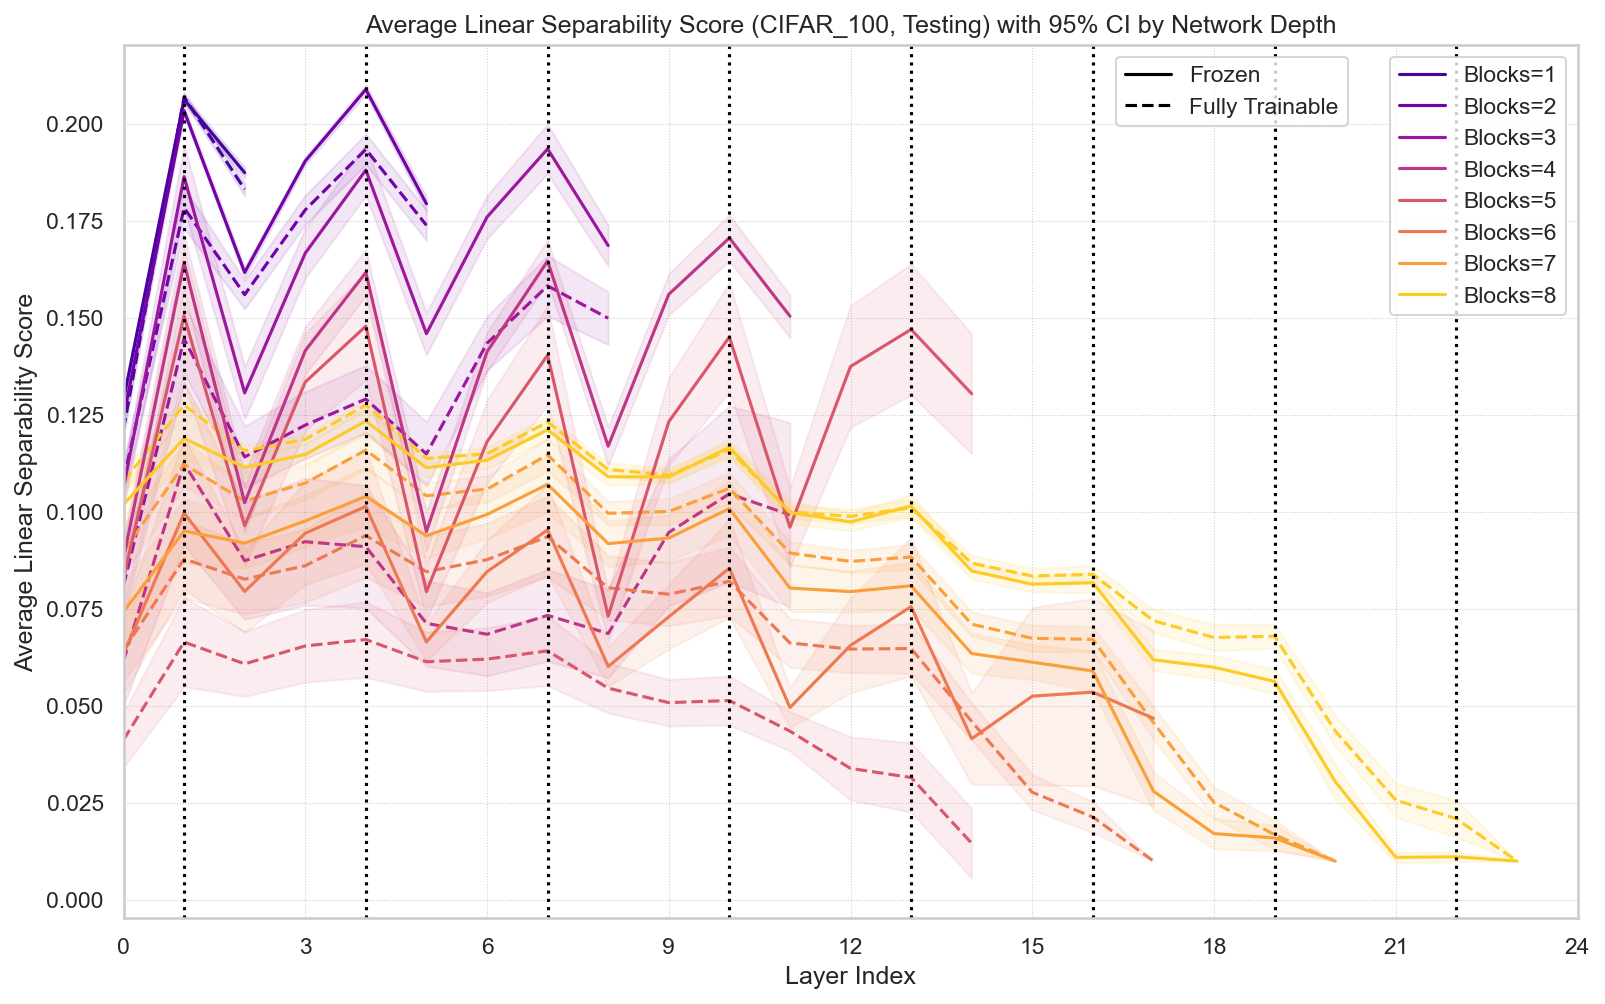 Average Linear Separability Score (CIFAR_100, Testing) with 95% CI by Network Depth
Frozen
Fully Trainable
Blocks=1
Blocks=2
Blocks=3
Blocks=4
Blocks=5
Blocks=6
Blocks=7
Blocks=8
Average Linear Separability Score
0.200
0.175
0.150
0.125
0.100
0.075
0.050
0.025
0.000
0 3 6 9 12 15 18 21 24
Layer Index